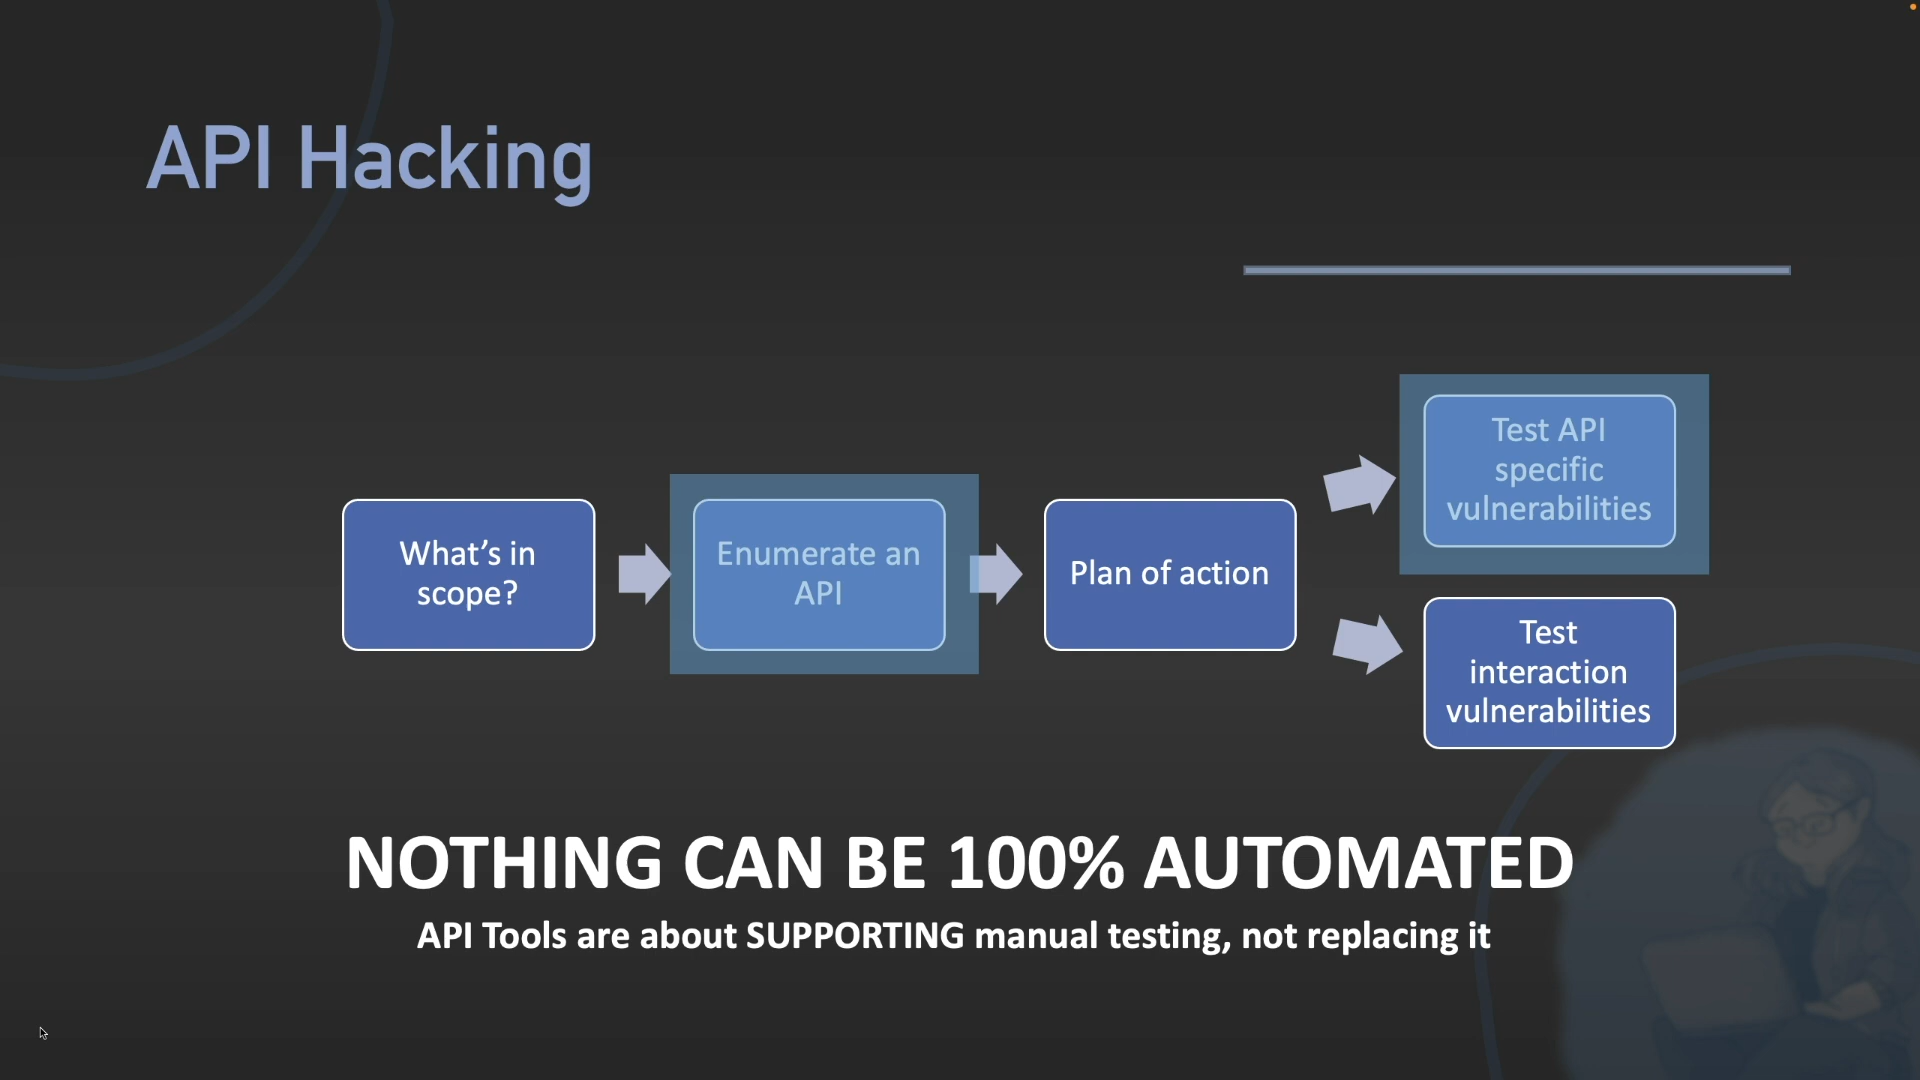 API Hacking
What’s in
scope?
Enumerate an
API
Plan of action
Test API
specific
vulnerabilities
Test
interaction
vulnerabilities
NOTHING CAN BE 100% AUTOMATED
API Tools are about SUPPORTING manual testing, not replacing it